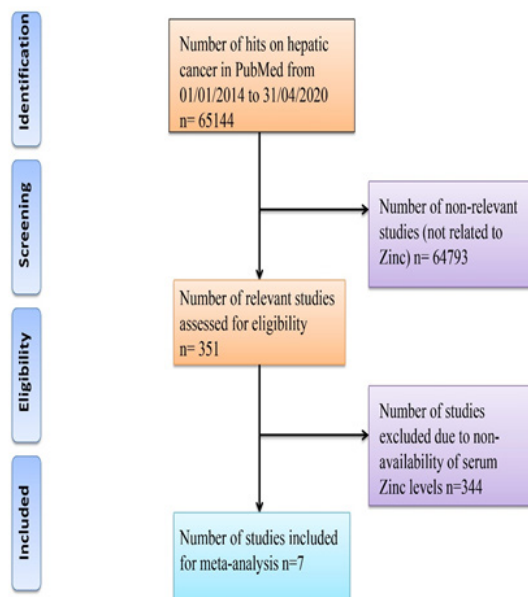 Identification
Number of hits on hepatic
cancer in PubMed from
01/01/2014 to 31/04/2020
n= 65144
Screening
Number of non-relevant
studies (not related to
Zinc) n= 64793
Number of relevant studies
assessed for eligibility
n= 351
Eligibility
Number of studies
excluded due to non-
availability of serum
Zinc levels n=344
Included
Number of studies included
for meta-analysis n=7